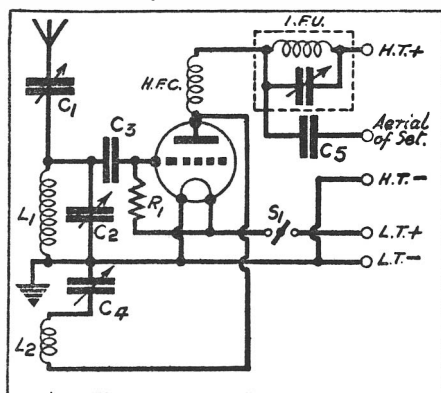 I.F.U.
H.F.C.
H.T.+
C1
C3
C5
Aerial
of Set.
L1
C2
R1
H.T.-
S1
L.T.+
L.T.-
C4
L2